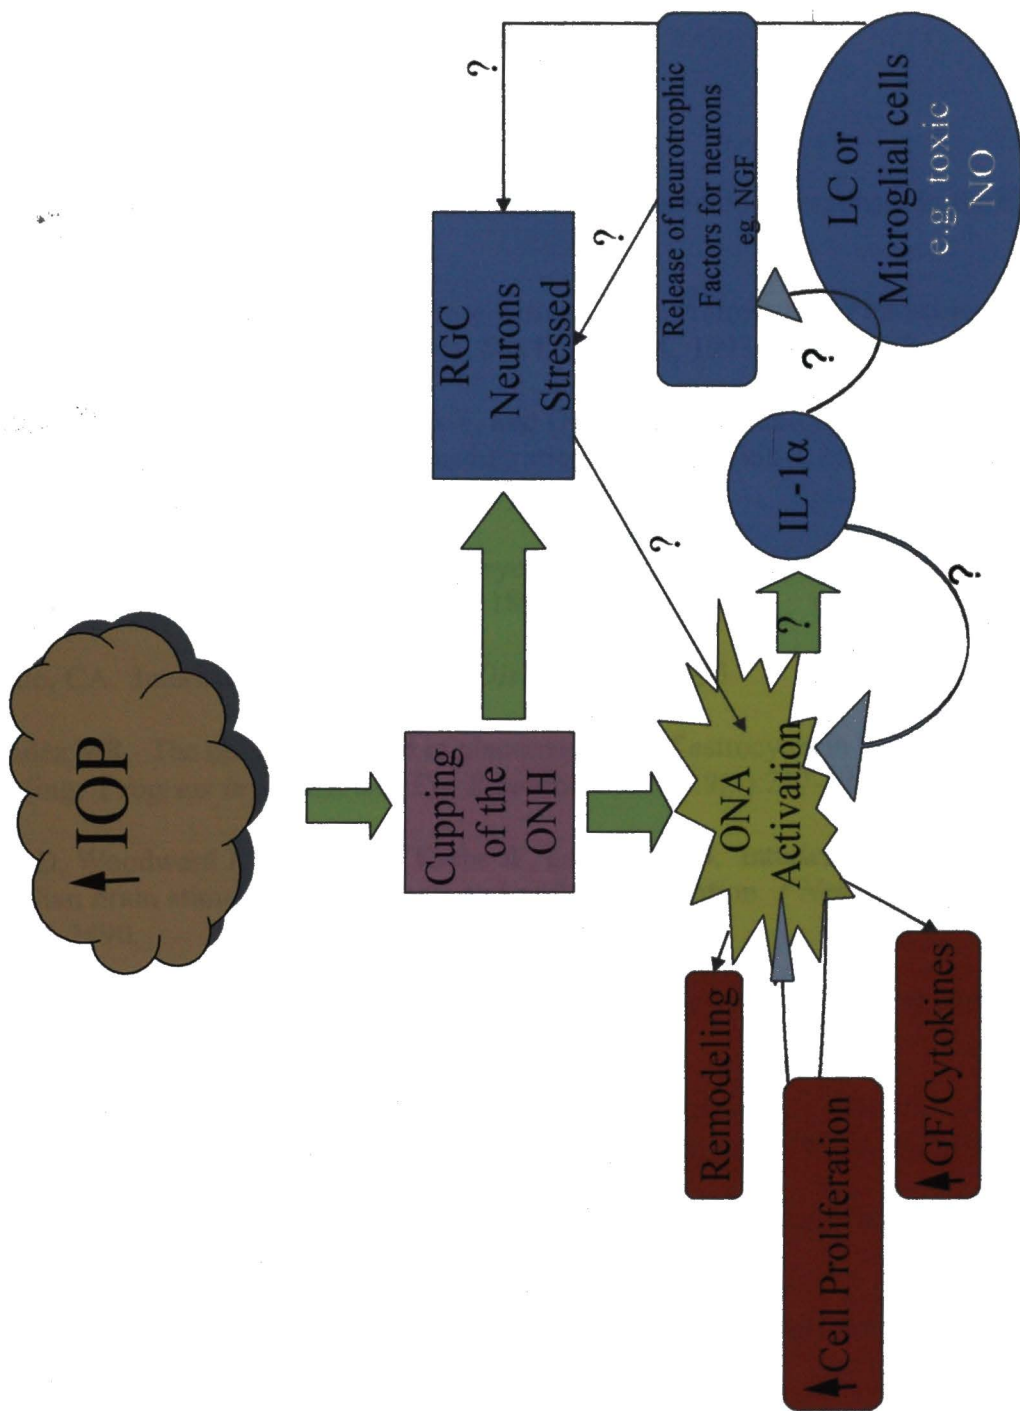 IOP
Cupping
of the
ONH
RGC
Neurons
Stressed
?
?
?
Release of neurotrophic
Factors for neurons
eg. NGF
ONA
Activation
?
IL-1α
?
?
LC or
Microglial cells
e.g. toxic
NO
Remodeling
Cell Proliferation
GF/Cytokines